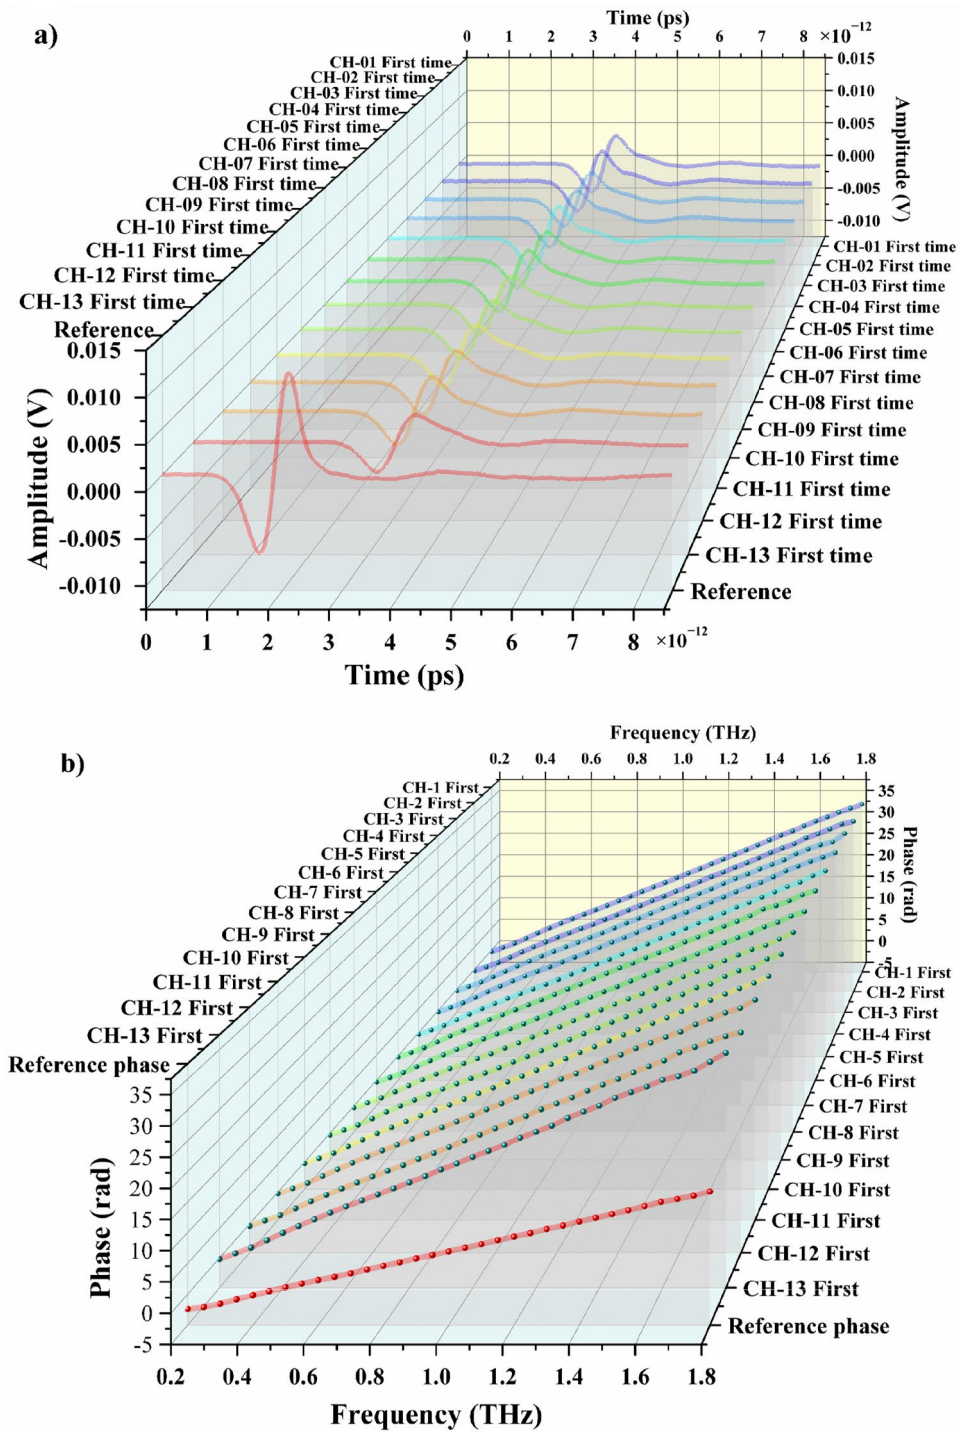 a)
Time (ps)
0 1 2 3 4 5 6 7 8 ×10⁻¹²
CH-01 First time
CH-02 First time
CH-03 First time
CH-04 First time
CH-05 First time
CH-06 First time
CH-07 First time
CH-08 First time
CH-09 First time
CH-10 First time
CH-11 First time
CH-12 First time
CH-13 First time
Reference
0.015
0.010
0.005
0.000
-0.005
-0.010
Amplitude (V)
CH-01 First time
CH-02 First time
CH-03 First time
CH-04 First time
CH-05 First time
CH-06 First time
CH-07 First time
CH-08 First time
CH-09 First time
CH-10 First time
CH-11 First time
CH-12 First time
CH-13 First time
Reference
0.015
0.010
0.005
0.000
-0.005
-0.010
Amplitude (V)
0 1 2 3 4 5 6 7 8 ×10⁻¹²
Time (ps)
b)
Frequency (THz)
0.2 0.4 0.6 0.8 1.0 1.2 1.4 1.6 1.8
CH-1 First
CH-2 First
CH-3 First
CH-4 First
CH-5 First
CH-6 First
CH-7 First
CH-8 First
CH-9 First
CH-10 First
CH-11 First
CH-12 First
CH-13 First
Reference phase
35
30
25
20
15
10
5
0
-5
Phase (rad)
CH-1 First
CH-2 First
CH-3 First
CH-4 First
CH-5 First
CH-6 First
CH-7 First
CH-8 First
CH-9 First
CH-10 First
CH-11 First
CH-12 First
CH-13 First
Reference phase
35
30
25
20
15
10
5
0
-5
Phase (rad)
0.2 0.4 0.6 0.8 1.0 1.2 1.4 1.6 1.8
Frequency (THz)